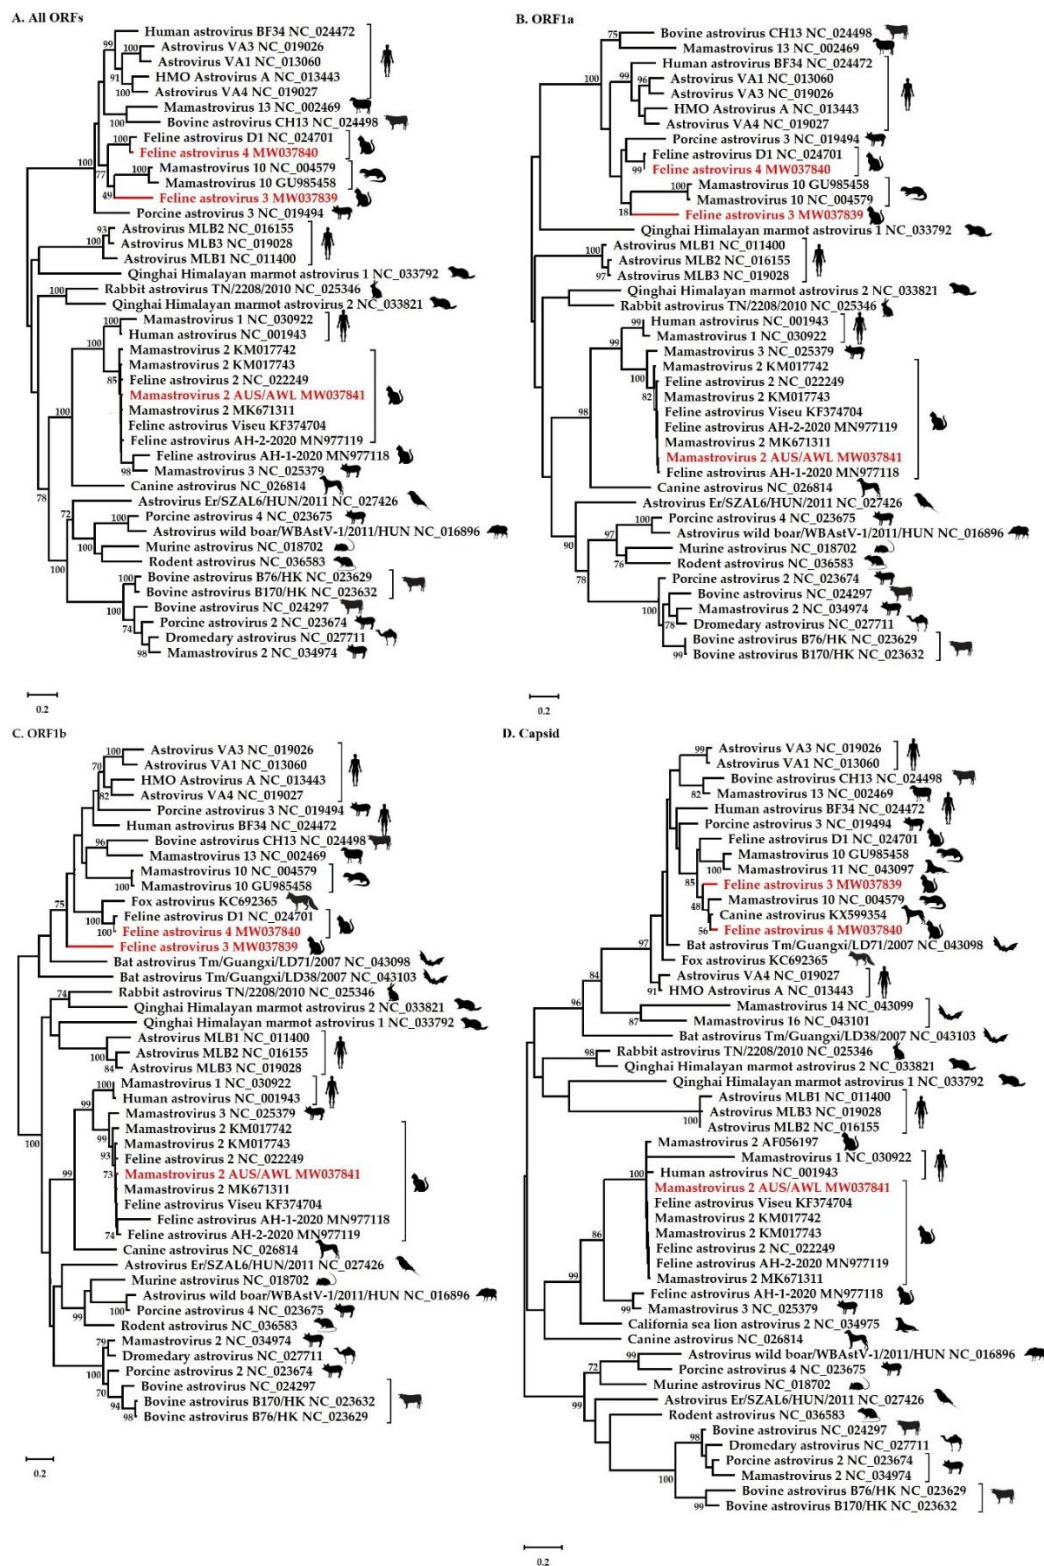 A. All ORFs
Human astrovirus BF34 NC_024472
99
Astrovirus VA3 NC_019026
100
Astrovirus VA1 NC_013060
HMO Astrovirus A NC_013443
91
Astrovirus VA4 NC_019027
100
Mamastrovirus 13 NC_002469
Bovine astrovirus CH13 NC_024498
100
Feline astrovirus D1 NC_024701
100
Feline astrovirus 4 MW037840
100
Mamastrovirus 10 NC_004579
100
77
Mamastrovirus 10 GU985458
49
Feline astrovirus 3 MW037839
Porcine astrovirus 3 NC_019494
93
Astrovirus MLB2 NC_016155
Astrovirus MLB3 NC_019028
100
Astrovirus MLB1 NC_011400
Qinghai Himalayan marmot astrovirus 1 NC_033792
Rabbit astrovirus TN/2208/2010 NC_025346
100
Qinghai Himalayan marmot astrovirus 2 NC_033821
Mamastrovirus 1 NC_030922
Human astrovirus NC_001943
100
Mamastrovirus 2 KM017742
Mamastrovirus 2 KM017743
85
Feline astrovirus 2 NC_022249
Mamastrovirus 2 AUS/AWL MW037841
Mamastrovirus 2 MK671311
100
Feline astrovirus Viseu KF374704
Feline astrovirus AH-2-2020 MN977119
Feline astrovirus AH-1-2020 MN977118
98
Mamastrovirus 3 NC_025379
Canine astrovirus NC_026814
78
Astrovirus Er/SZAL6/HUN/2011 NC_027426
72
Porcine astrovirus 4 NC_023675
100
Astrovirus wild boar/WBAstV-1/2011/HUN NC_016896
Murine astrovirus NC_018702
100
Rodent astrovirus NC_036583
100
Bovine astrovirus B76/HK NC_023629
100
Bovine astrovirus B170/HK NC_023632
Bovine astrovirus NC_024297
100
Porcine astrovirus 2 NC_023674
74
Dromedary astrovirus NC_027711
98
Mamastrovirus 2 NC_034974
0.2
B. ORF1a
Bovine astrovirus CH13 NC_024498
75
Mamastrovirus 13 NC_002469
Human astrovirus BF34 NC_024472
100
99
96
Astrovirus VA1 NC_013060
Astrovirus VA3 NC_019026
HMO Astrovirus A NC_013443
Astrovirus VA4 NC_019027
100
Porcine astrovirus 3 NC_019494
Feline astrovirus D1 NC_024701
100
99
Feline astrovirus 4 MW037840
Mamastrovirus 10 GU985458
100
Mamastrovirus 10 NC_004579
18
Feline astrovirus 3 MW037839
Qinghai Himalayan marmot astrovirus 1 NC_033792
Astrovirus MLB1 NC_011400
100
Astrovirus MLB2 NC_016155
97
Astrovirus MLB3 NC_019028
Qinghai Himalayan marmot astrovirus 2 NC_033821
Rabbit astrovirus TN/2208/2010 NC_025346
99
Human astrovirus NC_001943
Mamastrovirus 1 NC_030922
99
Mamastrovirus 3 NC_025379
Mamastrovirus 2 KM017742
100
Feline astrovirus 2 NC_022249
82
Mamastrovirus 2 KM017743
98
Feline astrovirus Viseu KF374704
Feline astrovirus AH-2-2020 MN977119
Mamastrovirus 2 MK671311
Mamastrovirus 2 AUS/AWL MW037841
Feline astrovirus AH-1-2020 MN977118
Canine astrovirus NC_026814
Astrovirus Er/SZAL6/HUN/2011 NC_027426
Porcine astrovirus 4 NC_023675
100
97
Astrovirus wild boar/WBAstV-1/2011/HUN NC_016896
90
Murine astrovirus NC_018702
76
Rodent astrovirus NC_036583
78
Porcine astrovirus 2 NC_023674
Bovine astrovirus NC_024297
100
Mamastrovirus 2 NC_034974
78
Dromedary astrovirus NC_027711
Bovine astrovirus B76/HK NC_023629
99
Bovine astrovirus B170/HK NC_023632
0.2
C. ORF1b
100
Astrovirus VA3 NC_019026
70
Astrovirus VA1 NC_013060
HMO Astrovirus A NC_013443
82
Astrovirus VA4 NC_019027
Porcine astrovirus 3 NC_019494
Human astrovirus BF34 NC_024472
96
Bovine astrovirus CH13 NC_024498
Mamastrovirus 13 NC_002469
Mamastrovirus 10 NC_004579
100
Mamastrovirus 10 GU985458
75
Fox astrovirus KC692365
100
Feline astrovirus D1 NC_024701
100
Feline astrovirus 4 MW037840
Feline astrovirus 3 MW037839
Bat astrovirus Tm/Guangxi/LD71/2007 NC_043098
Bat astrovirus Tm/Guangxi/LD38/2007 NC_043103
74
Rabbit astrovirus TN/2208/2010 NC_025346
Qinghai Himalayan marmot astrovirus 2 NC_033821
Qinghai Himalayan marmot astrovirus 1 NC_033792
Astrovirus MLB1 NC_011400
100
Astrovirus MLB2 NC_016155
84
Astrovirus MLB3 NC_019028
100
Mamastrovirus 1 NC_030922
99
Human astrovirus NC_001943
Mamastrovirus 3 NC_025379
99
Mamastrovirus 2 KM017742
100
Mamastrovirus 2 KM017743
93
Feline astrovirus 2 NC_022249
73
Mamastrovirus 2 AUS/AWL MW037841
99
Mamastrovirus 2 MK671311
Feline astrovirus Viseu KF374704
Feline astrovirus AH-1-2020 MN977118
74
Feline astrovirus AH-2-2020 MN977119
Canine astrovirus NC_026814
Astrovirus Er/SZAL6/HUN/2011 NC_027426
Murine astrovirus NC_018702
Astrovirus wild boar/WBAstV-1/2011/HUN NC_016896
100
Porcine astrovirus 4 NC_023675
99
Rodent astrovirus NC_036583
79
Mamastrovirus 2 NC_034974
Dromedary astrovirus NC_027711
100
Porcine astrovirus 2 NC_023674
70
Bovine astrovirus NC_024297
94
Bovine astrovirus B170/HK NC_023632
98
Bovine astrovirus B76/HK NC_023629
0.2
D. Capsid
99
Astrovirus VA3 NC_019026
Astrovirus VA1 NC_013060
Bovine astrovirus CH13 NC_024498
82
Mamastrovirus 13 NC_002469
Human astrovirus BF34 NC_024472
Porcine astrovirus 3 NC_019494
Feline astrovirus D1 NC_024701
Mamastrovirus 10 GU985458
100
Mamastrovirus 11 NC_043097
85
Feline astrovirus 3 MW037839
Mamastrovirus 10 NC_004579
48
Canine astrovirus KX599354
56
Feline astrovirus 4 MW037840
97
Bat astrovirus Tm/Guangxi/LD71/2007 NC_043098
Fox astrovirus KC692365
84
Astrovirus VA4 NC_019027
91
HMO Astrovirus A NC_013443
96
Mamastrovirus 14 NC_043099
87
Mamastrovirus 16 NC_043101
Bat astrovirus Tm/Guangxi/LD38/2007 NC_043103
Rabbit astrovirus TN/2208/2010 NC_025346
98
Qinghai Himalayan marmot astrovirus 2 NC_033821
Qinghai Himalayan marmot astrovirus 1 NC_033792
Astrovirus MLB1 NC_011400
Astrovirus MLB3 NC_019028
100
Astrovirus MLB2 NC_016155
Mamastrovirus 2 AF056197
Mamastrovirus 1 NC_030922
100
Human astrovirus NC_001943
Mamastrovirus 2 AUS/AWL MW037841
Feline astrovirus Viseu KF374704
Mamastrovirus 2 KM017742
86
Mamastrovirus 2 KM017743
Feline astrovirus 2 NC_022249
Feline astrovirus AH-2-2020 MN977119
99
Mamastrovirus 2 MK671311
Feline astrovirus AH-1-2020 MN977118
99
Mamastrovirus 3 NC_025379
California sea lion astrovirus 2 NC_034975
Canine astrovirus NC_026814
99
Astrovirus wild boar/WBAstV-1/2011/HUN NC_016896
72
Porcine astrovirus 4 NC_023675
Murine astrovirus NC_018702
99
Astrovirus Er/SZAL6/HUN/2011 NC_027426
Rodent astrovirus NC_036583
Bovine astrovirus NC_024297
98
Dromedary astrovirus NC_027711
Porcine astrovirus 2 NC_023674
100
Mamastrovirus 2 NC_034974
Bovine astrovirus B76/HK NC_023629
99
Bovine astrovirus B170/HK NC_023632
0.2